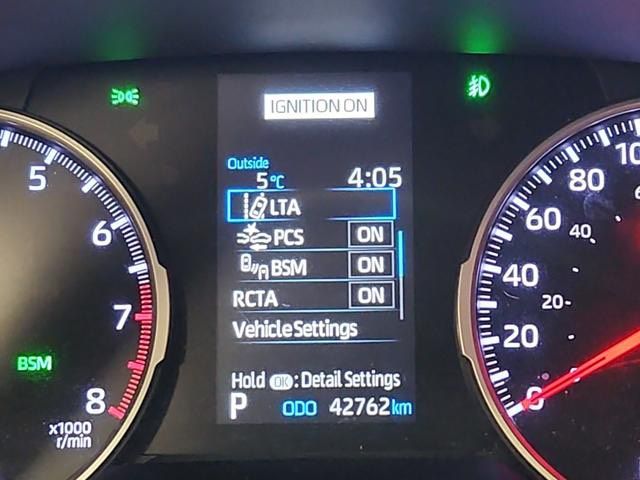 IGNITION ON
Outside
5°C 4:05
LTA
PCS ON
BSM ON
RCTA ON
Vehicle Settings
Hold OK : Detail Settings
P ODO 42762 km
5
6
7
8
x1000
r/min
BSM
100
80
60
40
20
0
40
20